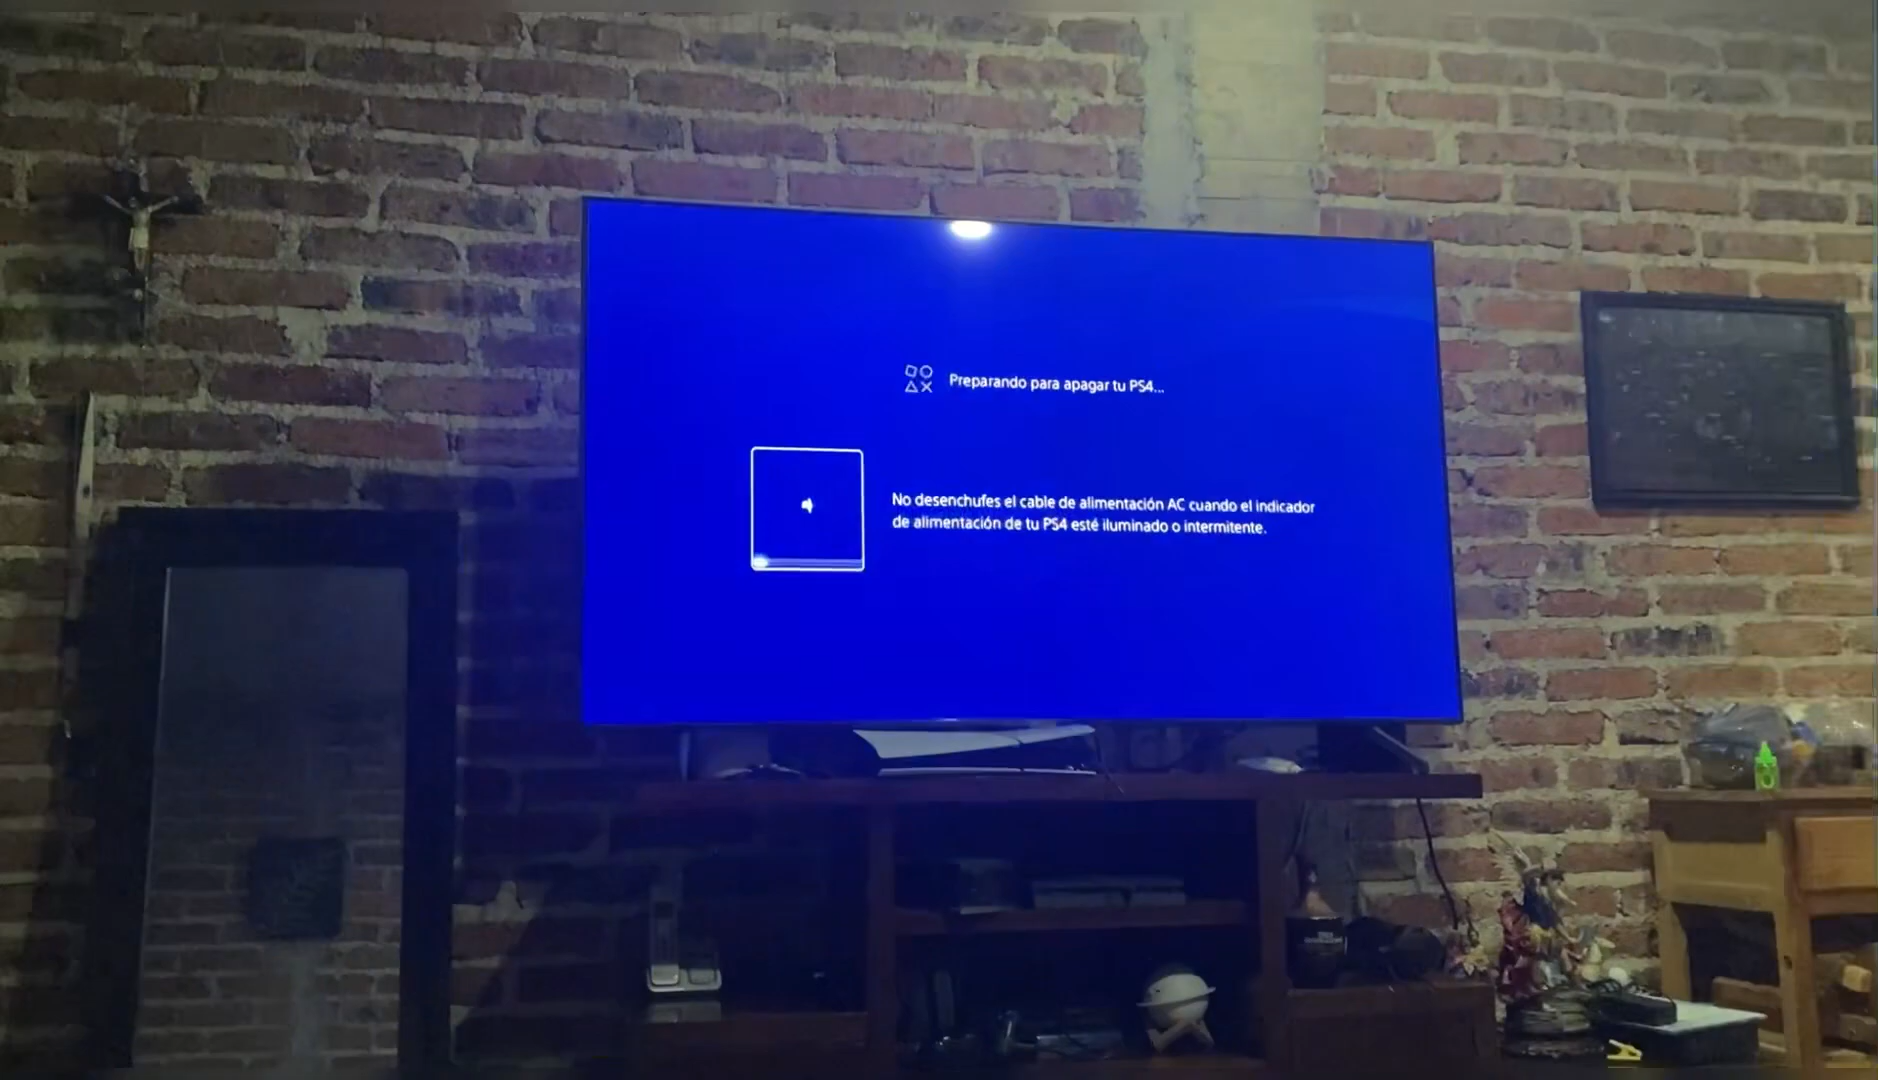 Preparando para apagar tu PS4...
No desenchufes el cable de alimentación AC cuando el indicador
de alimentación de tu PS4 esté iluminado o intermitente.